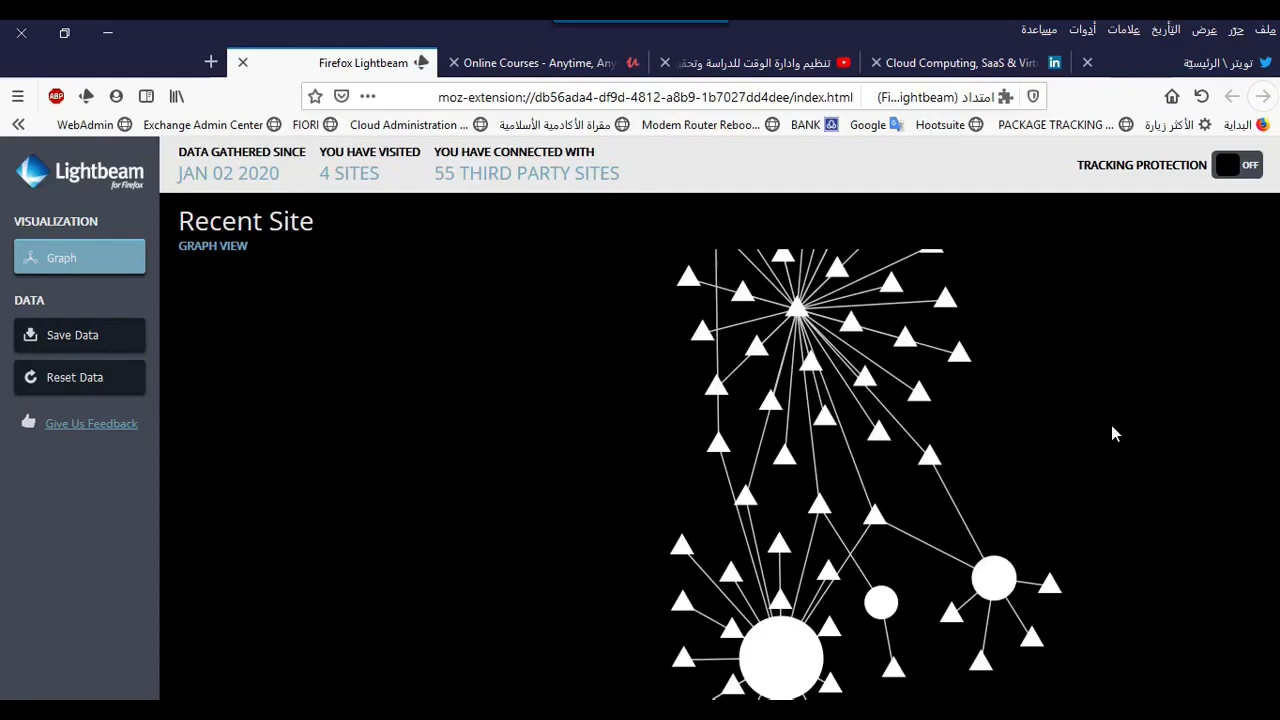 ملف حرّر عرض التأريخ علامات أدوات مساعدة
تويتر \ الرئيسيّة
Cloud Computing, SaaS & Virt
تنظيم وادارة الوقت للدراسة وتحق
Online Courses - Anytime, Any
Firefox Lightbeam
امتداد (Fi...ightbeam)
moz-extension://db56ada4-df9d-4812-a8b9-1b7027dd4dee/index.html
ABP
البداية
الأكثر زيارة
PACKAGE TRACKING ...
Hootsuite
Google
BANK
Modem Router Reboo...
مقرأة الأكاديمية الأسلامية
Cloud Administration ...
FIORI
Exchange Admin Center
WebAdmin
Lightbeam
for Firefox
DATA GATHERED SINCE
JAN 02 2020
YOU HAVE VISITED
4 SITES
YOU HAVE CONNECTED WITH
55 THIRD PARTY SITES
TRACKING PROTECTION OFF
VISUALIZATION
Graph
DATA
Save Data
Reset Data
Give Us Feedback
Recent Site
GRAPH VIEW